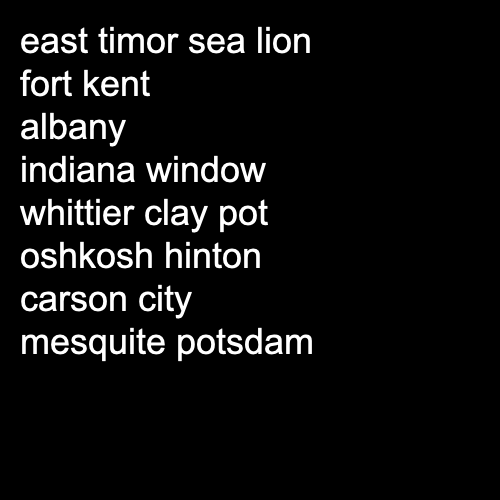 east timor sea lion
fort kent
albany
indiana window
whittier clay pot
oshkosh hinton
carson city
mesquite potsdam